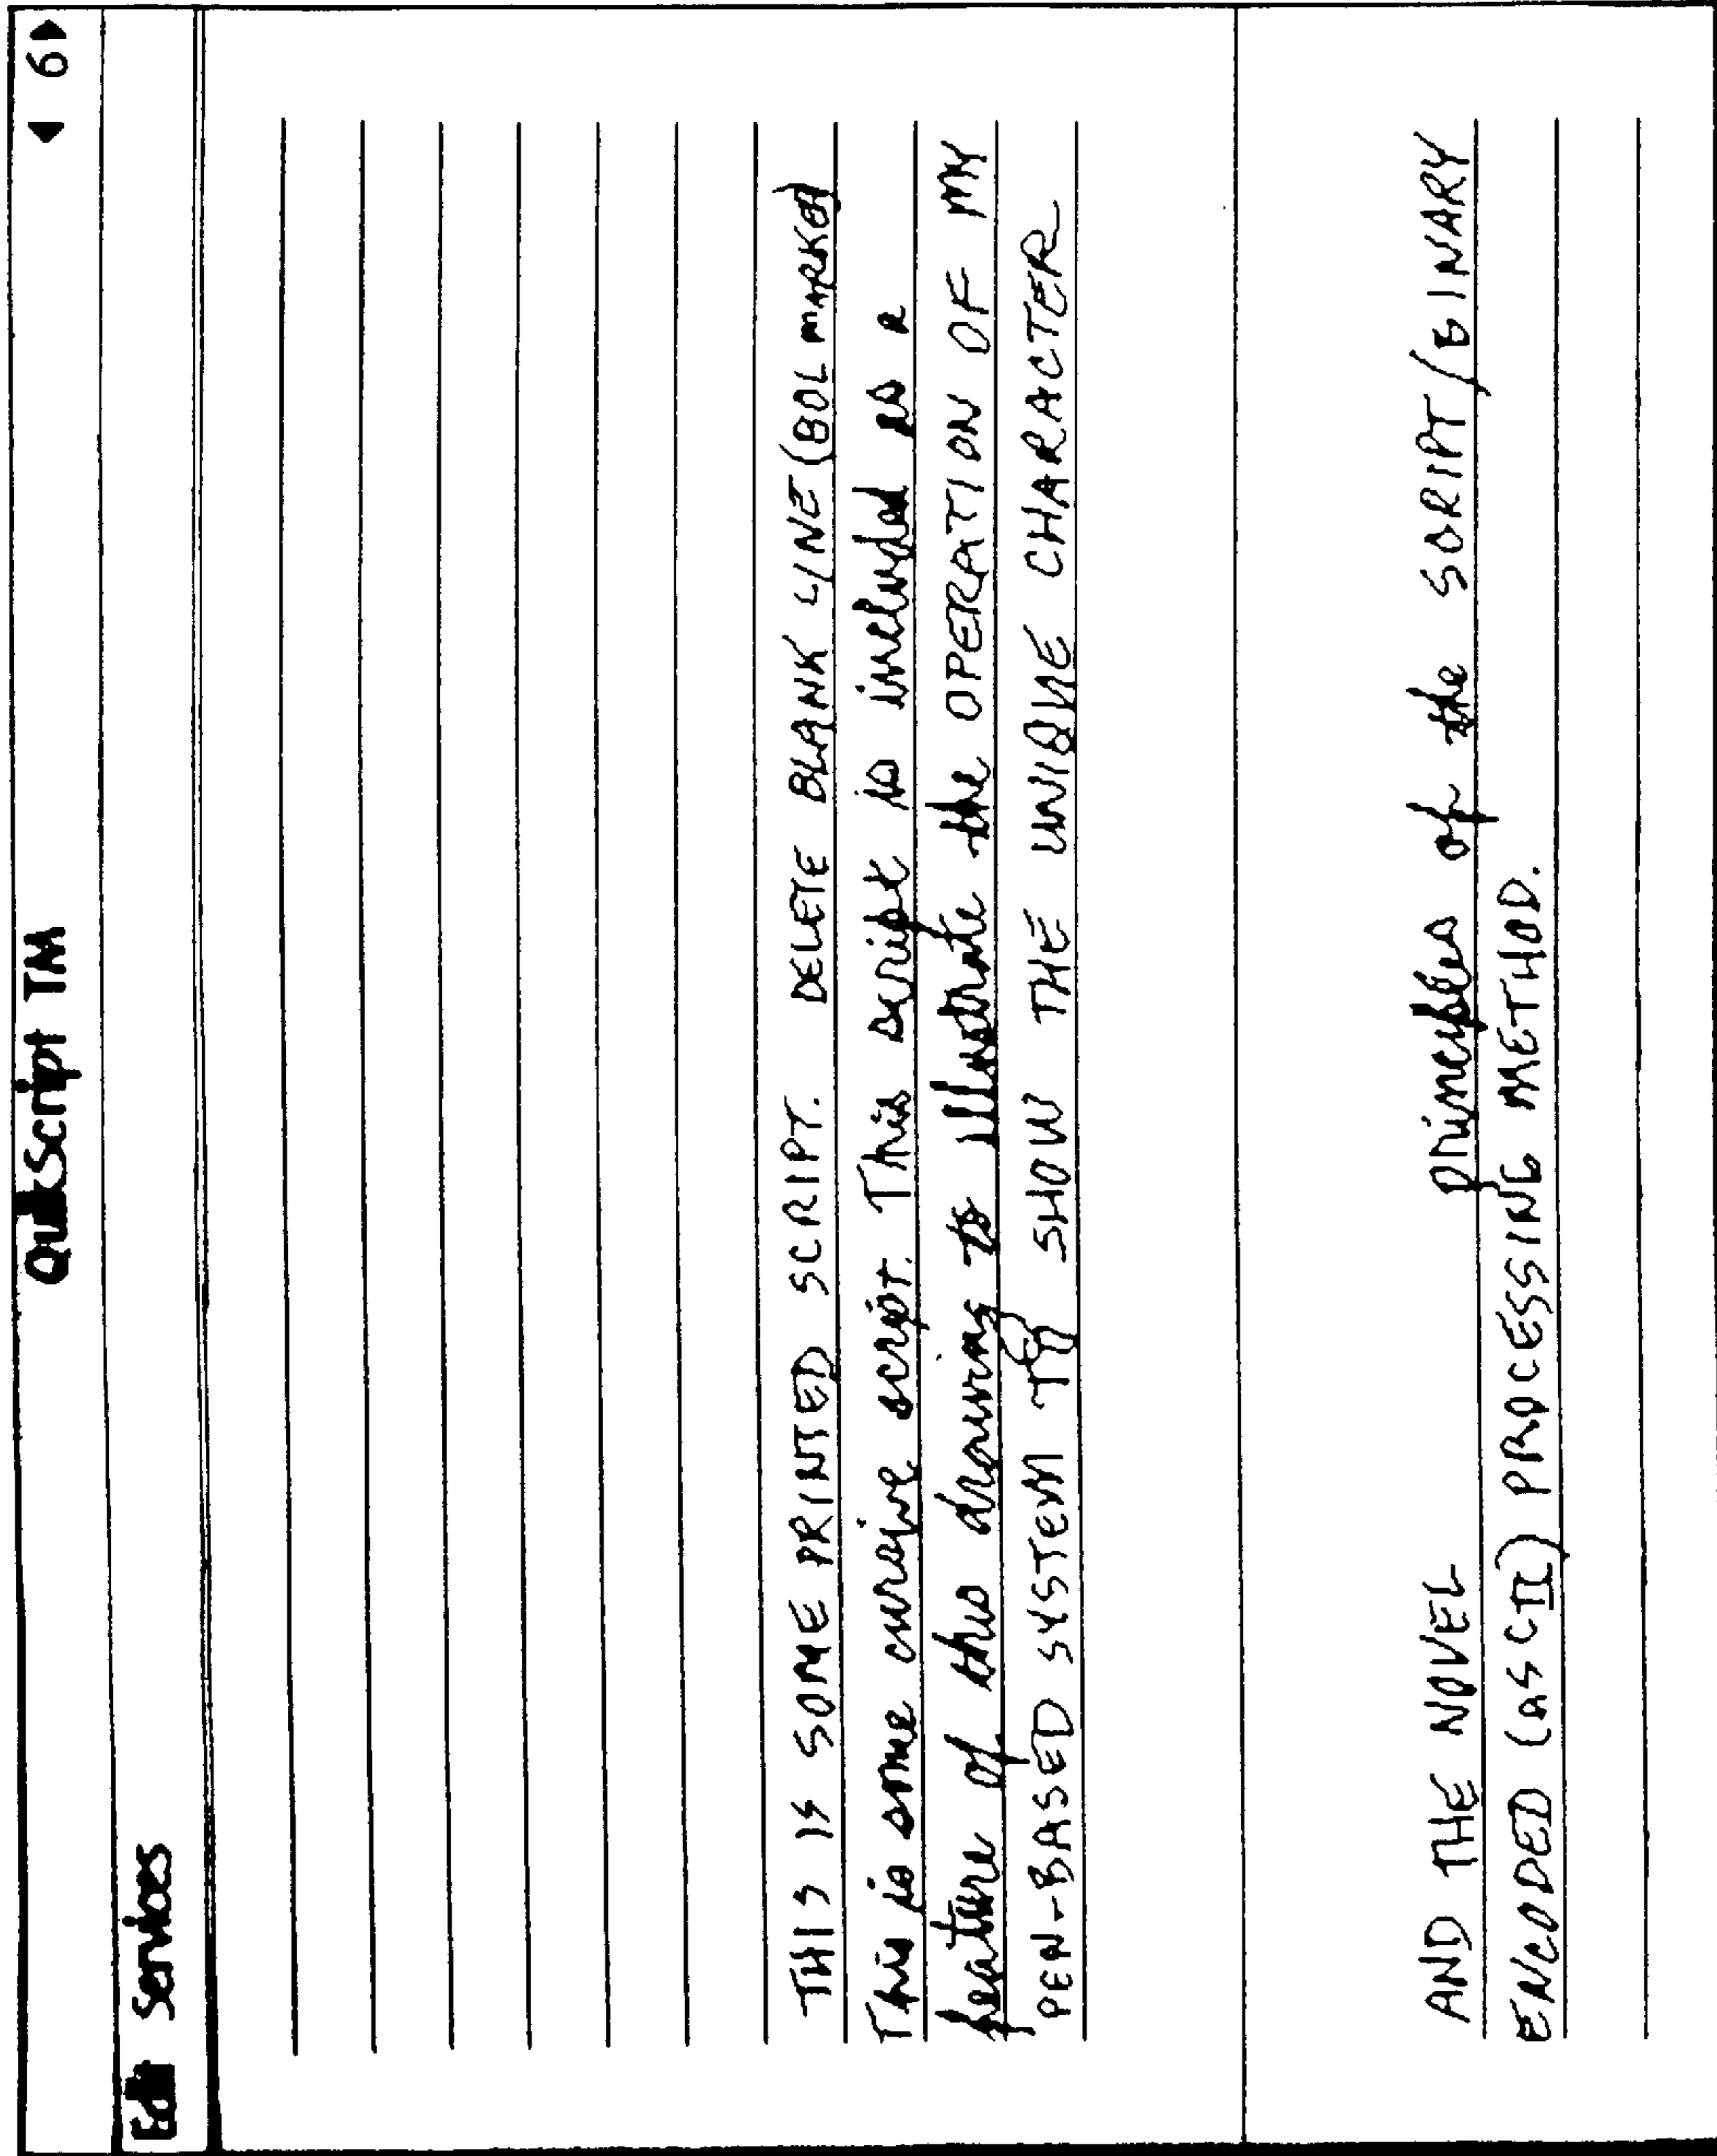 QuikScript TM ◀ 6▶
Edit Services
THIS IS SOME PRINTED SCRIPT. DELETE BLANK LINE (BOL MARKED
This is some cursive script. This script is included as a
feature of this drawing to illustrate the OPERATION OF MY
PEN-BASED SYSTEM TO SHOW THE UNIQUE CHARACTER
AND THE NOVEL principles of the SCRIPT/BINARY
ENCODED (ASCII) PROCESSING METHOD.